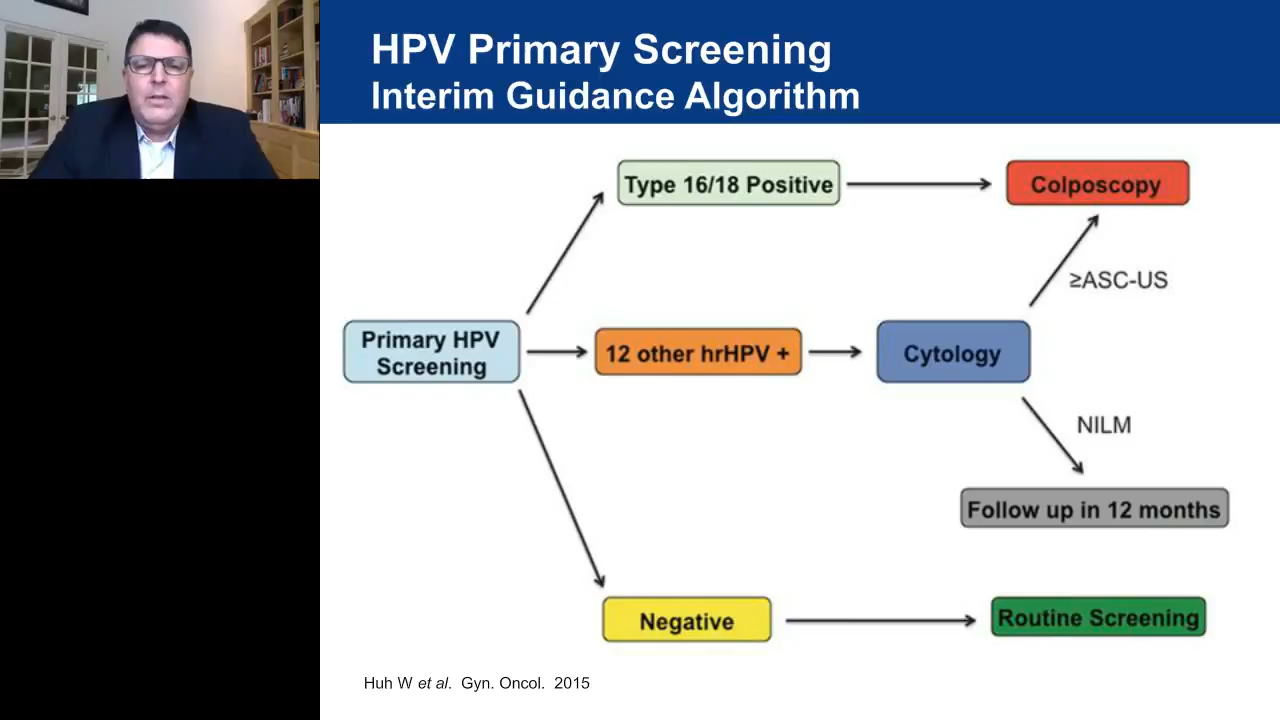 HPV Primary Screening
Interim Guidance Algorithm
Type 16/18 Positive
Colposcopy
≥ASC-US
Primary HPV
Screening
12 other hrHPV +
Cytology
NILM
Follow up in 12 months
Negative
Routine Screening
Huh W et al. Gyn. Oncol. 2015